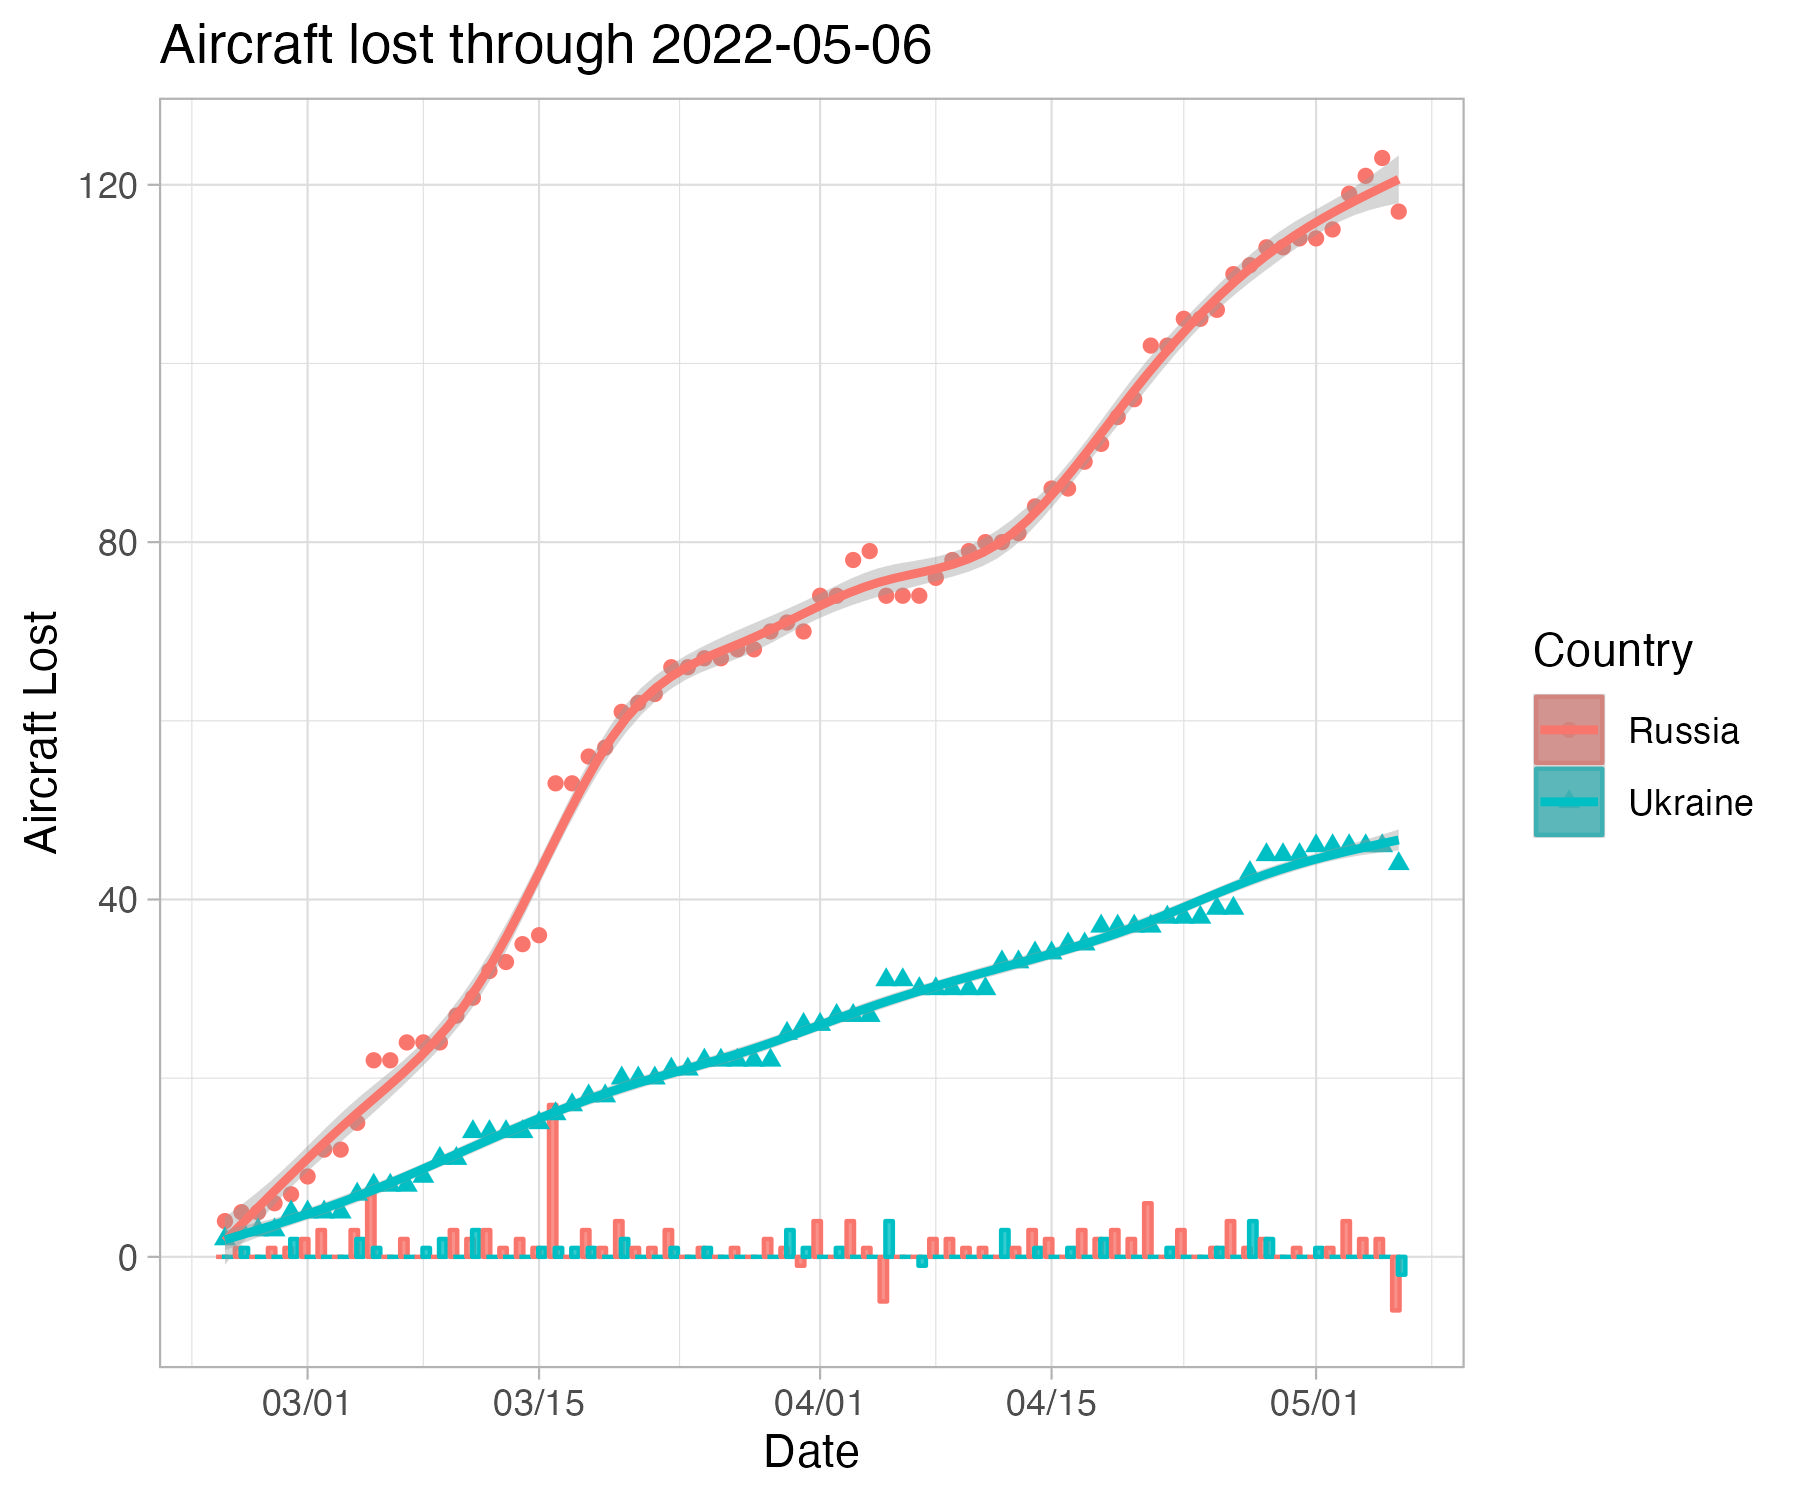 Aircraft lost through 2022-05-06
120
80
40
0
Aircraft Lost
03/01 03/15 04/01 04/15 05/01
Date
Country
Russia
Ukraine